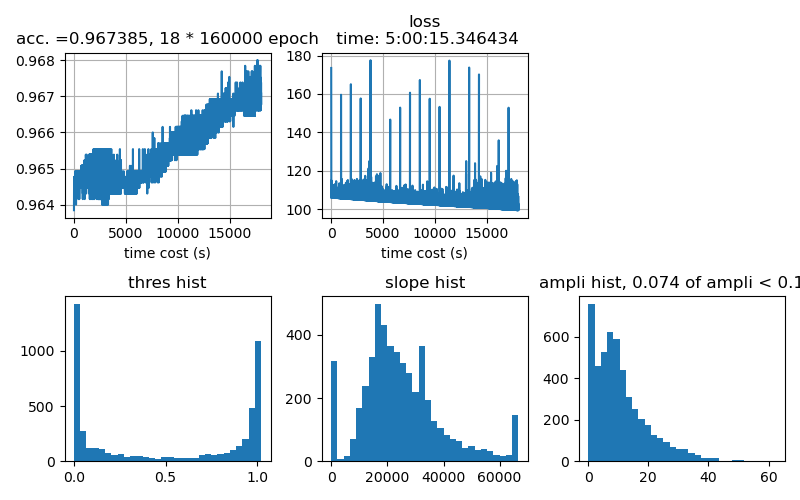 acc. =0.967385, 18 * 160000 epoch
loss
time: 5:00:15.346434
0.968
0.967
0.966
0.965
0.964
0 5000 10000 15000
time cost (s)
180
160
140
120
100
0 5000 10000 15000
time cost (s)
thres hist
1000
500
0
0.0 0.5 1.0
slope hist
400
200
0
0 20000 40000 60000
ampli hist, 0.074 of ampli < 0.1
600
400
200
0
0 20 40 60